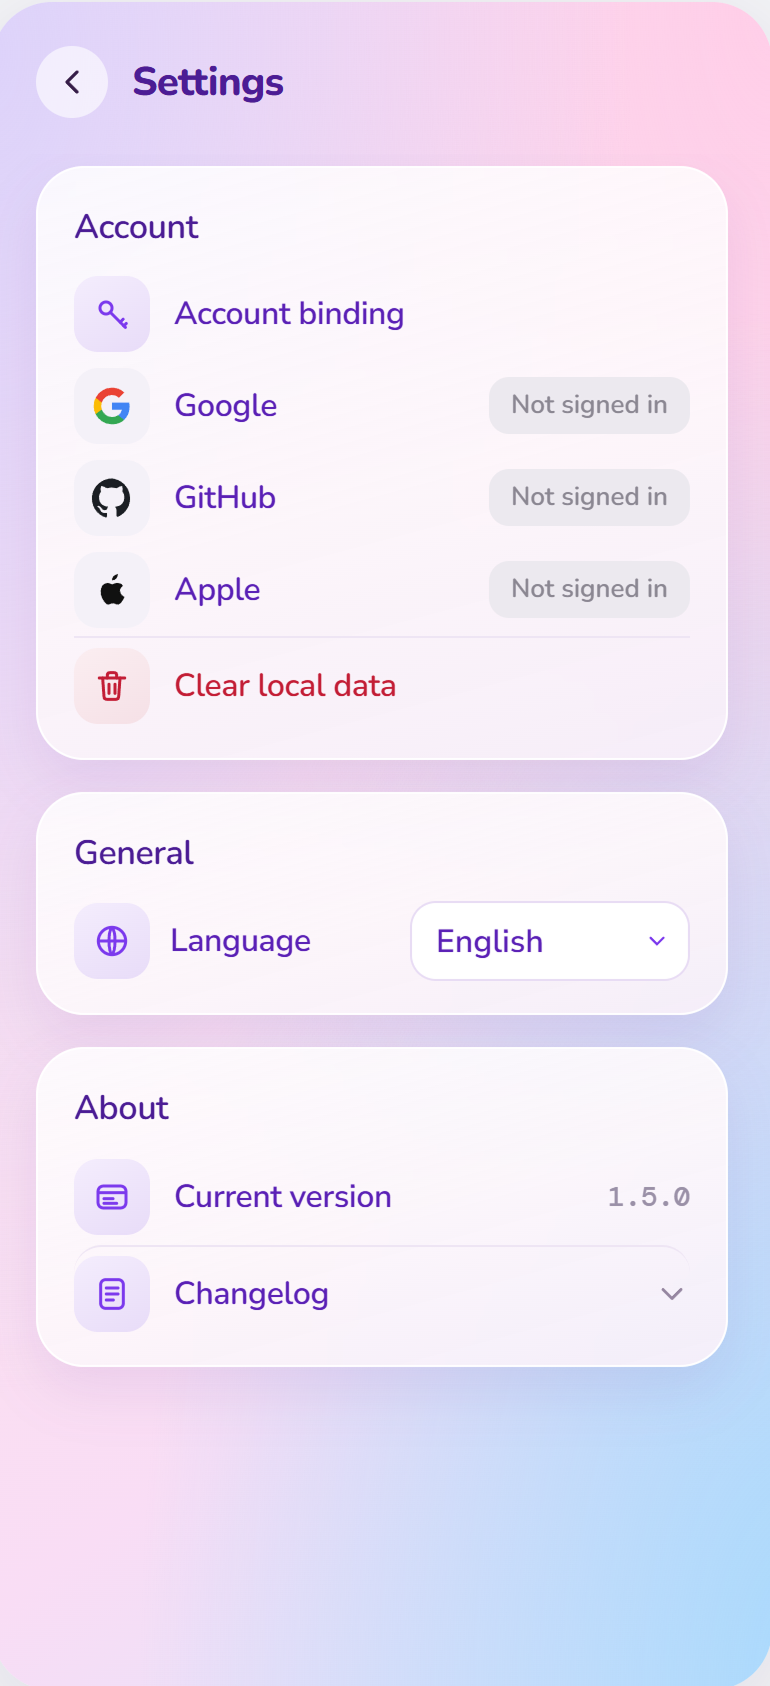 Settings
Account
Account binding
Google
Not signed in
GitHub
Not signed in
Apple
Not signed in
Clear local data
General
Language
English
About
Current version
1.5.0
Changelog